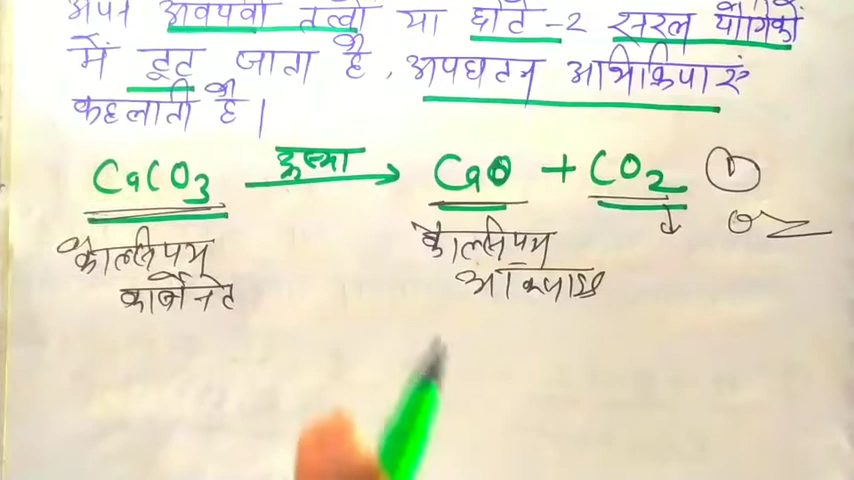 अपने अवयवी तत्वों या छोटे-2 सरल यौगिकों
में टूट जाता है, अपघटन अभिक्रियाएं
कहलाती है।
CaCO3 ऊष्मा → CaO + CO2 ①
कैल्सियम कार्बोनेट
कैल्सियम ऑक्साइड